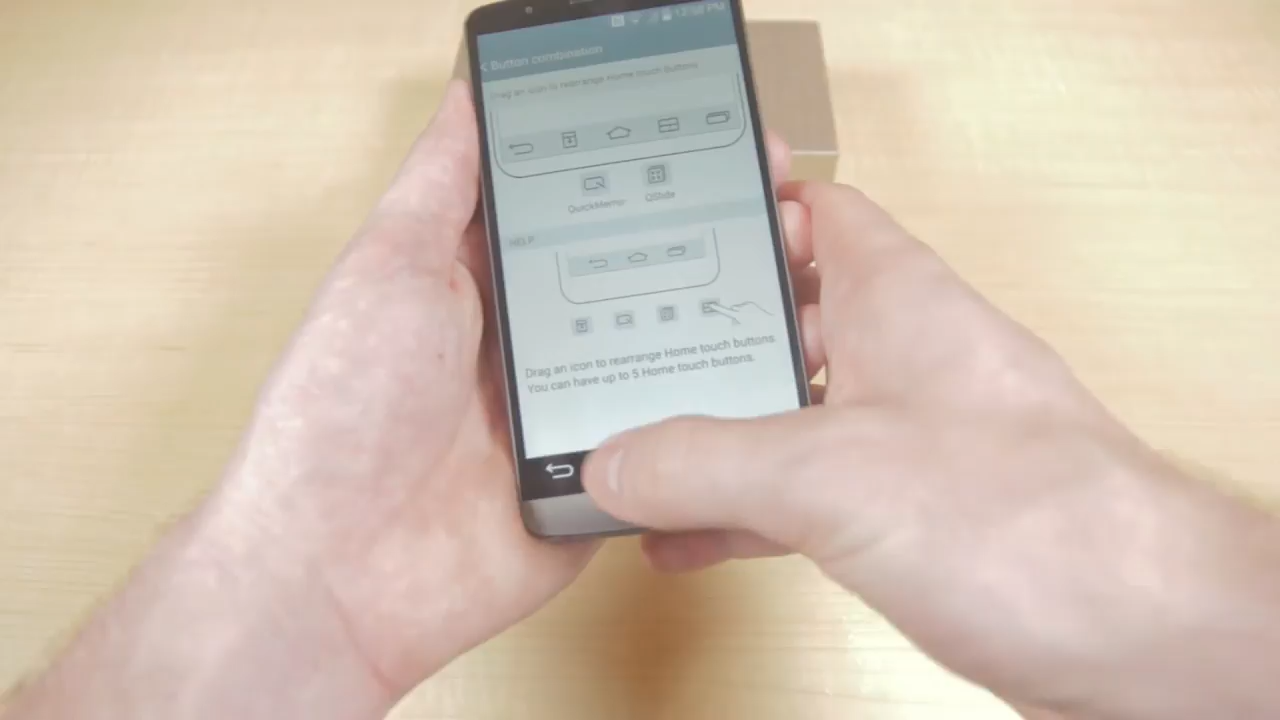 PM
< Button combination
Drag an icon to rearrange Home touch buttons
QuickMemo+ QSlide
HELP
Drag an icon to rearrange Home touch buttons.
You can have up to 5 Home touch buttons.